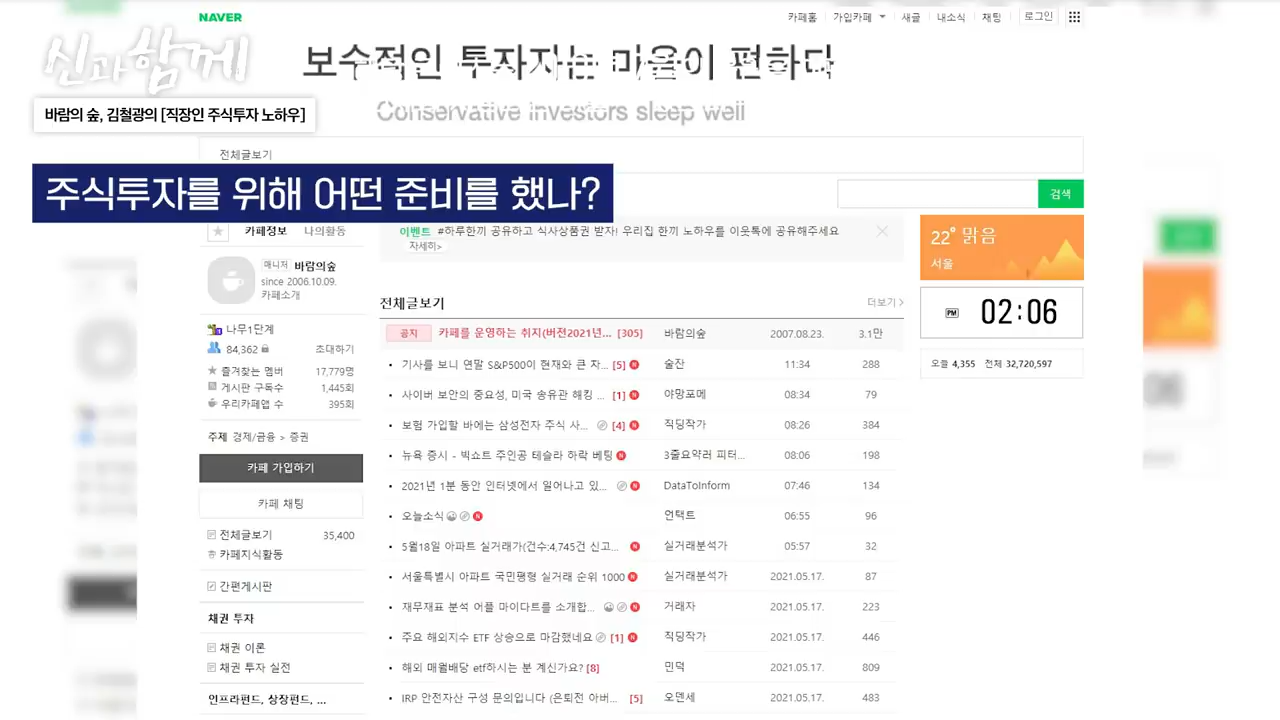 NAVER
카페홈 가입카페 새글 내소식 채팅 로그인
신과함께
보수적인 투자자는 마음이 편하다
Conservative investors sleep well
바람의 숲, 김철광의 [직장인 주식투자 노하우]
전체글보기
주식투자를 위해 어떤 준비를 했나?
검색
카페정보 나의활동
매니저 바람의숲
since 2006.10.09.
카페소개
나무1단계
84,362 초대하기
즐겨찾는 멤버 17,779명
게시판 구독수 1,445회
우리카페앱 수 395회
주제 경제/금융 > 증권
카페 가입하기
카페 채팅
전체글보기 35,400
카페지식활동
간편게시판
채권 투자
채권 이론
채권 투자 실전
인프라펀드, 상장펀드, ...
이벤트 #하루한끼 공유하고 식사상품권 받자! 우리집 한끼 노하우를 이웃톡에 공유해주세요
자세히>
전체글보기 더보기 >
공지 카페를 운영하는 취지(버전2021년... [305] 바람의숲 2007.08.23. 3.1만
기사를 보니 연말 S&P500이 현재와 큰 차... [5] N 술잔 11:34 288
사이버 보안의 중요성, 미국 송유관 해킹 ... [1] N 야망포메 08:34 79
보험 가입할 바에는 삼성전자 주식 사... [4] N 직딩작가 08:26 384
뉴욕 증시 - 빅쇼트 주인공 테슬라 하락 베팅 N 3줄요약러 피터... 08:06 198
2021년 1분 동안 인터넷에서 일어나고 있... N DataToInform 07:46 134
오늘소식 N 언택트 06:55 96
5월18일 아파트 실거래가(건수:4,745건 신고... N 실거래분석가 05:57 32
서울특별시 아파트 국민평형 실거래 순위 1000 N 실거래분석가 2021.05.17. 87
재무재표 분석 어플 마이다트를 소개합... N 거래자 2021.05.17. 223
주요 해외지수 ETF 상승으로 마감했네요 [1] N 직딩작가 2021.05.17. 446
해외 매월배당 etf하시는 분 계신가요? [8] 민덕 2021.05.17. 809
IRP 안전자산 구성 문의입니다 (은퇴전 아버... [5] 오덴세 2021.05.17. 483
22° 맑음
서울
PM 02:06
오늘 4,355 전체 32,720,597